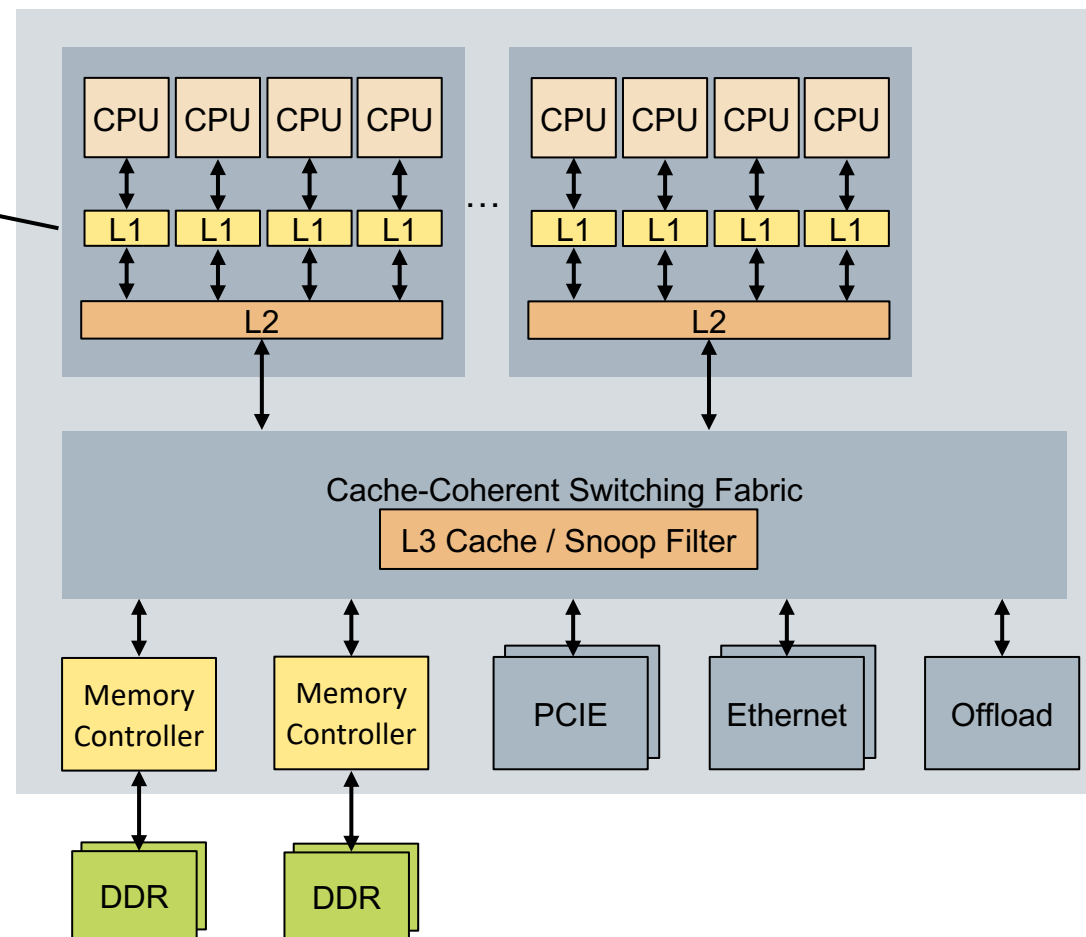 CPU CPU CPU CPU CPU CPU CPU CPU
L1 L1 L1 L1 … L1 L1 L1 L1
L2 L2
Cache-Coherent Switching Fabric
L3 Cache / Snoop Filter
Memory
Controller
Memory
Controller
PCIE
Ethernet
Offload
DDR DDR